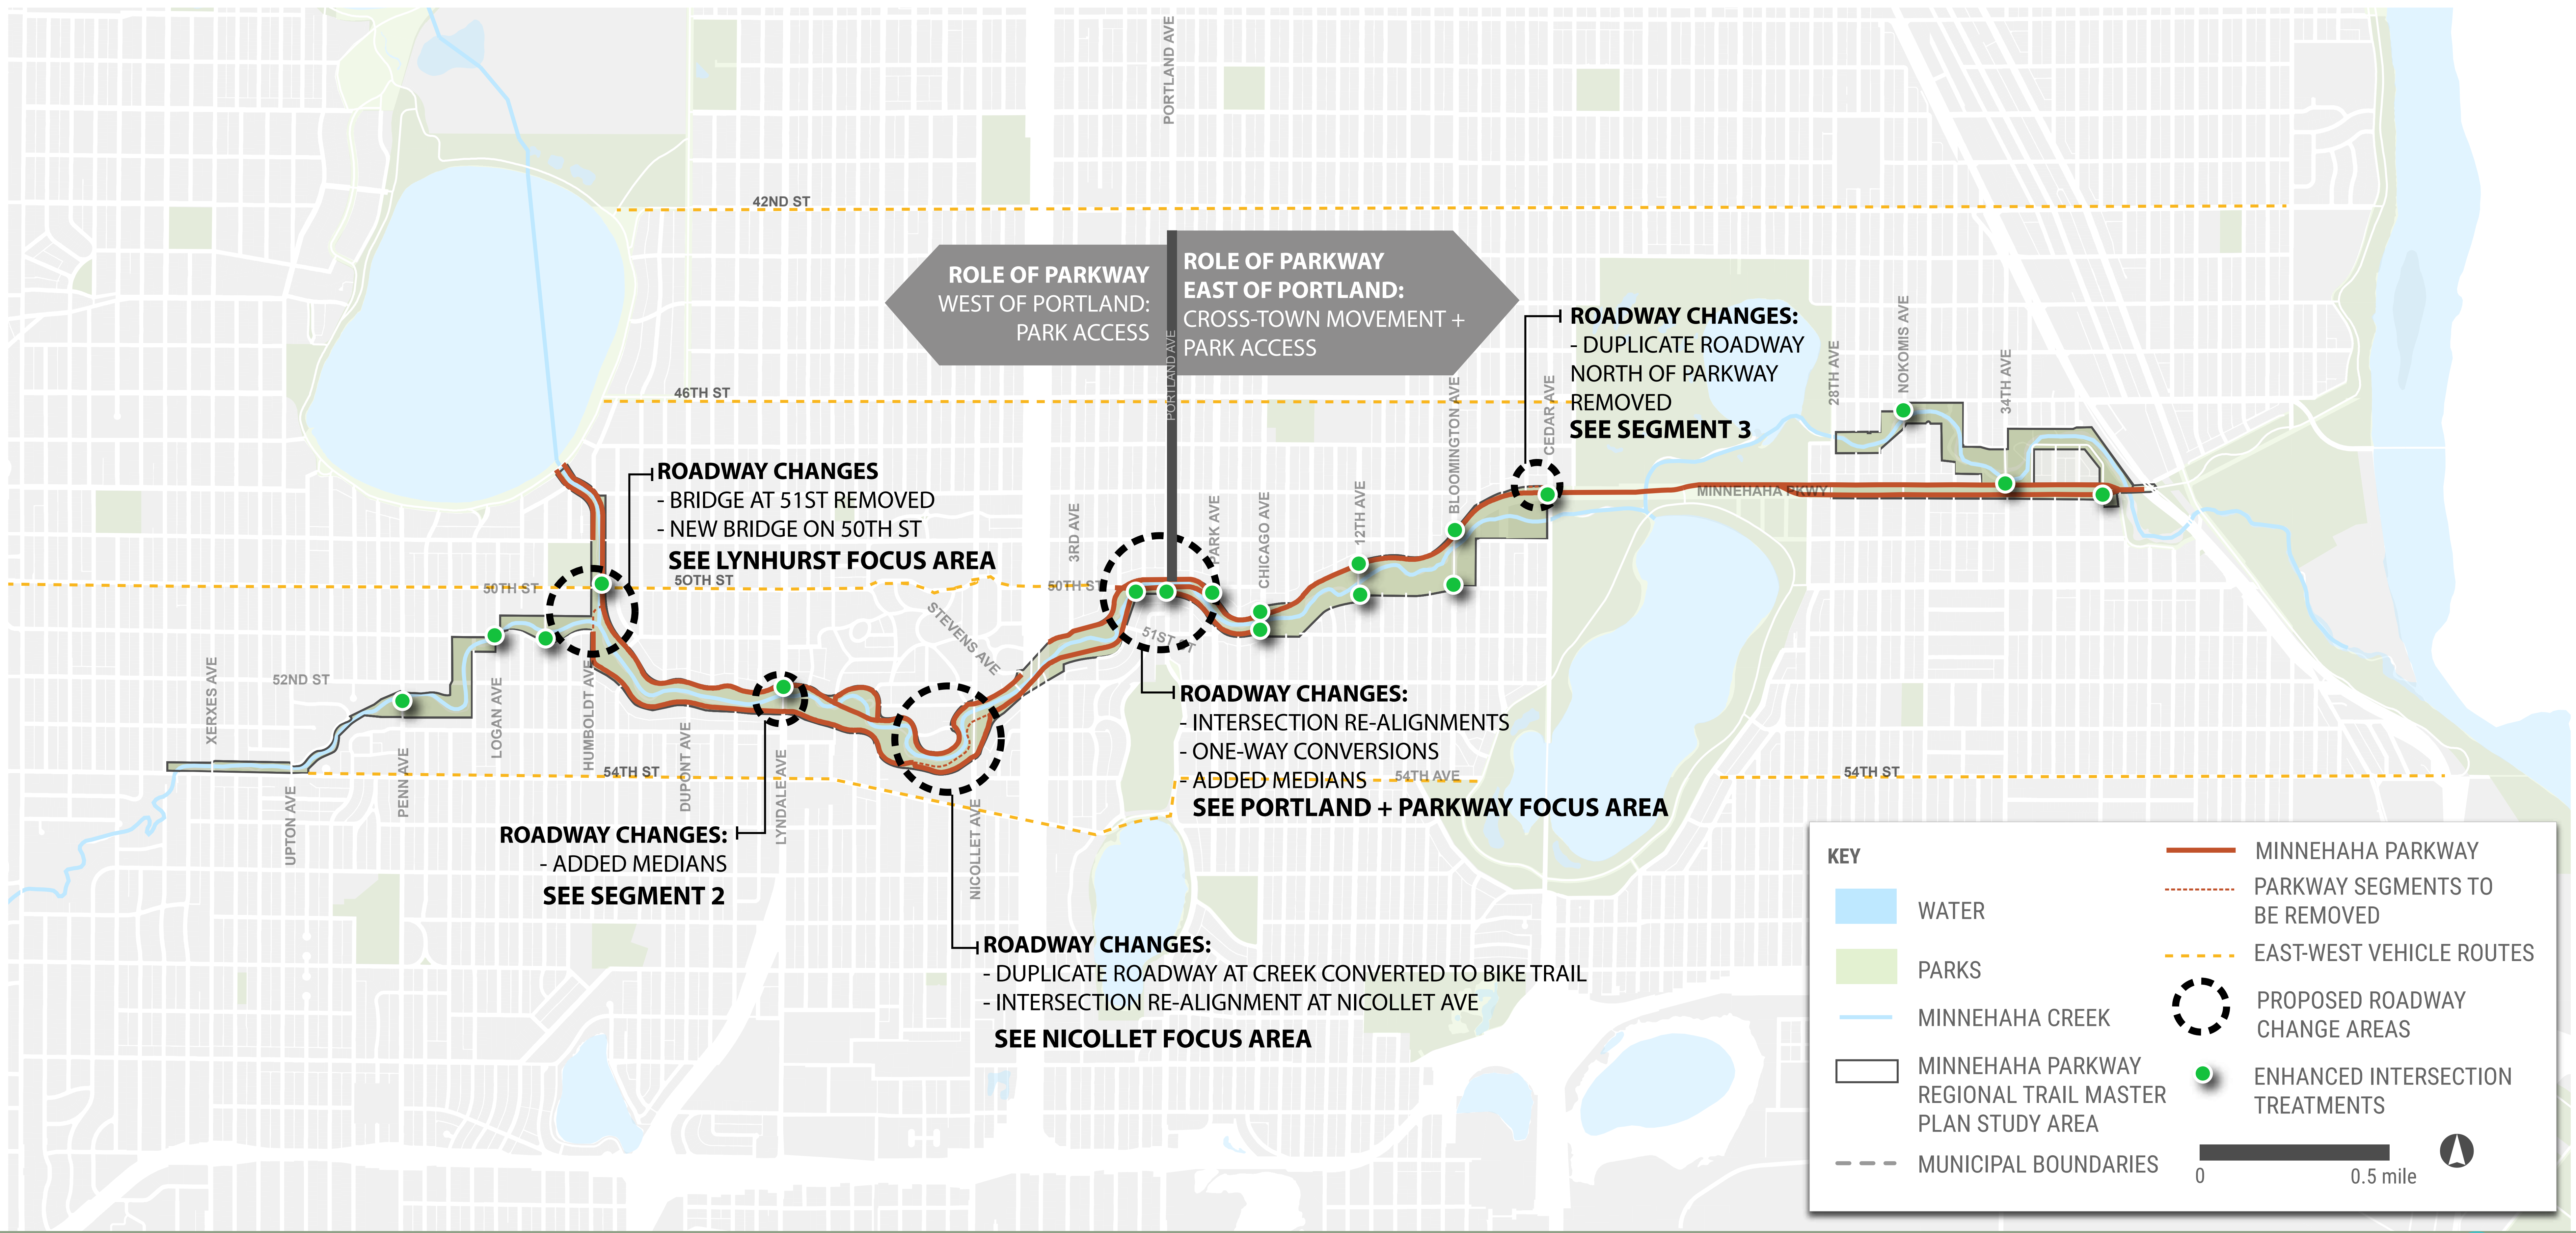 PORTLAND AVE
42ND ST
ROLE OF PARKWAY
WEST OF PORTLAND:
PARK ACCESS
ROLE OF PARKWAY
EAST OF PORTLAND:
CROSS-TOWN MOVEMENT +
PARK ACCESS
PORTLAND AVE
ROADWAY CHANGES:
- DUPLICATE ROADWAY
NORTH OF PARKWAY
REMOVED
SEE SEGMENT 3
46TH ST
BLOOMINGTON AVE
CEDAR AVE
28TH AVE
NOKOMIS AVE
34TH AVE
MINNEHAHA PKWY
ROADWAY CHANGES
- BRIDGE AT 51ST REMOVED
- NEW BRIDGE ON 50TH ST
SEE LYNHURST FOCUS AREA
3RD AVE
PARK AVE
CHICAGO AVE
12TH AVE
50TH ST
50TH ST
50TH ST
STEVENS AVE
51ST
52ND ST
XERXES AVE
UPTON AVE
PENN AVE
LOGAN AVE
HUMBOLDT AVE
DUPONT AVE
LYNDALE AVE
NICOLLET AVE
54TH ST
54TH AVE
54TH ST
ROADWAY CHANGES:
- INTERSECTION RE-ALIGNMENTS
- ONE-WAY CONVERSIONS
- ADDED MEDIANS
SEE PORTLAND + PARKWAY FOCUS AREA
ROADWAY CHANGES:
- ADDED MEDIANS
SEE SEGMENT 2
ROADWAY CHANGES:
- DUPLICATE ROADWAY AT CREEK CONVERTED TO BIKE TRAIL
- INTERSECTION RE-ALIGNMENT AT NICOLLET AVE
SEE NICOLLET FOCUS AREA
KEY
WATER
PARKS
MINNEHAHA CREEK
MINNEHAHA PARKWAY
REGIONAL TRAIL MASTER
PLAN STUDY AREA
MUNICIPAL BOUNDARIES
MINNEHAHA PARKWAY
PARKWAY SEGMENTS TO
BE REMOVED
EAST-WEST VEHICLE ROUTES
PROPOSED ROADWAY
CHANGE AREAS
ENHANCED INTERSECTION
TREATMENTS
0
0.5 mile